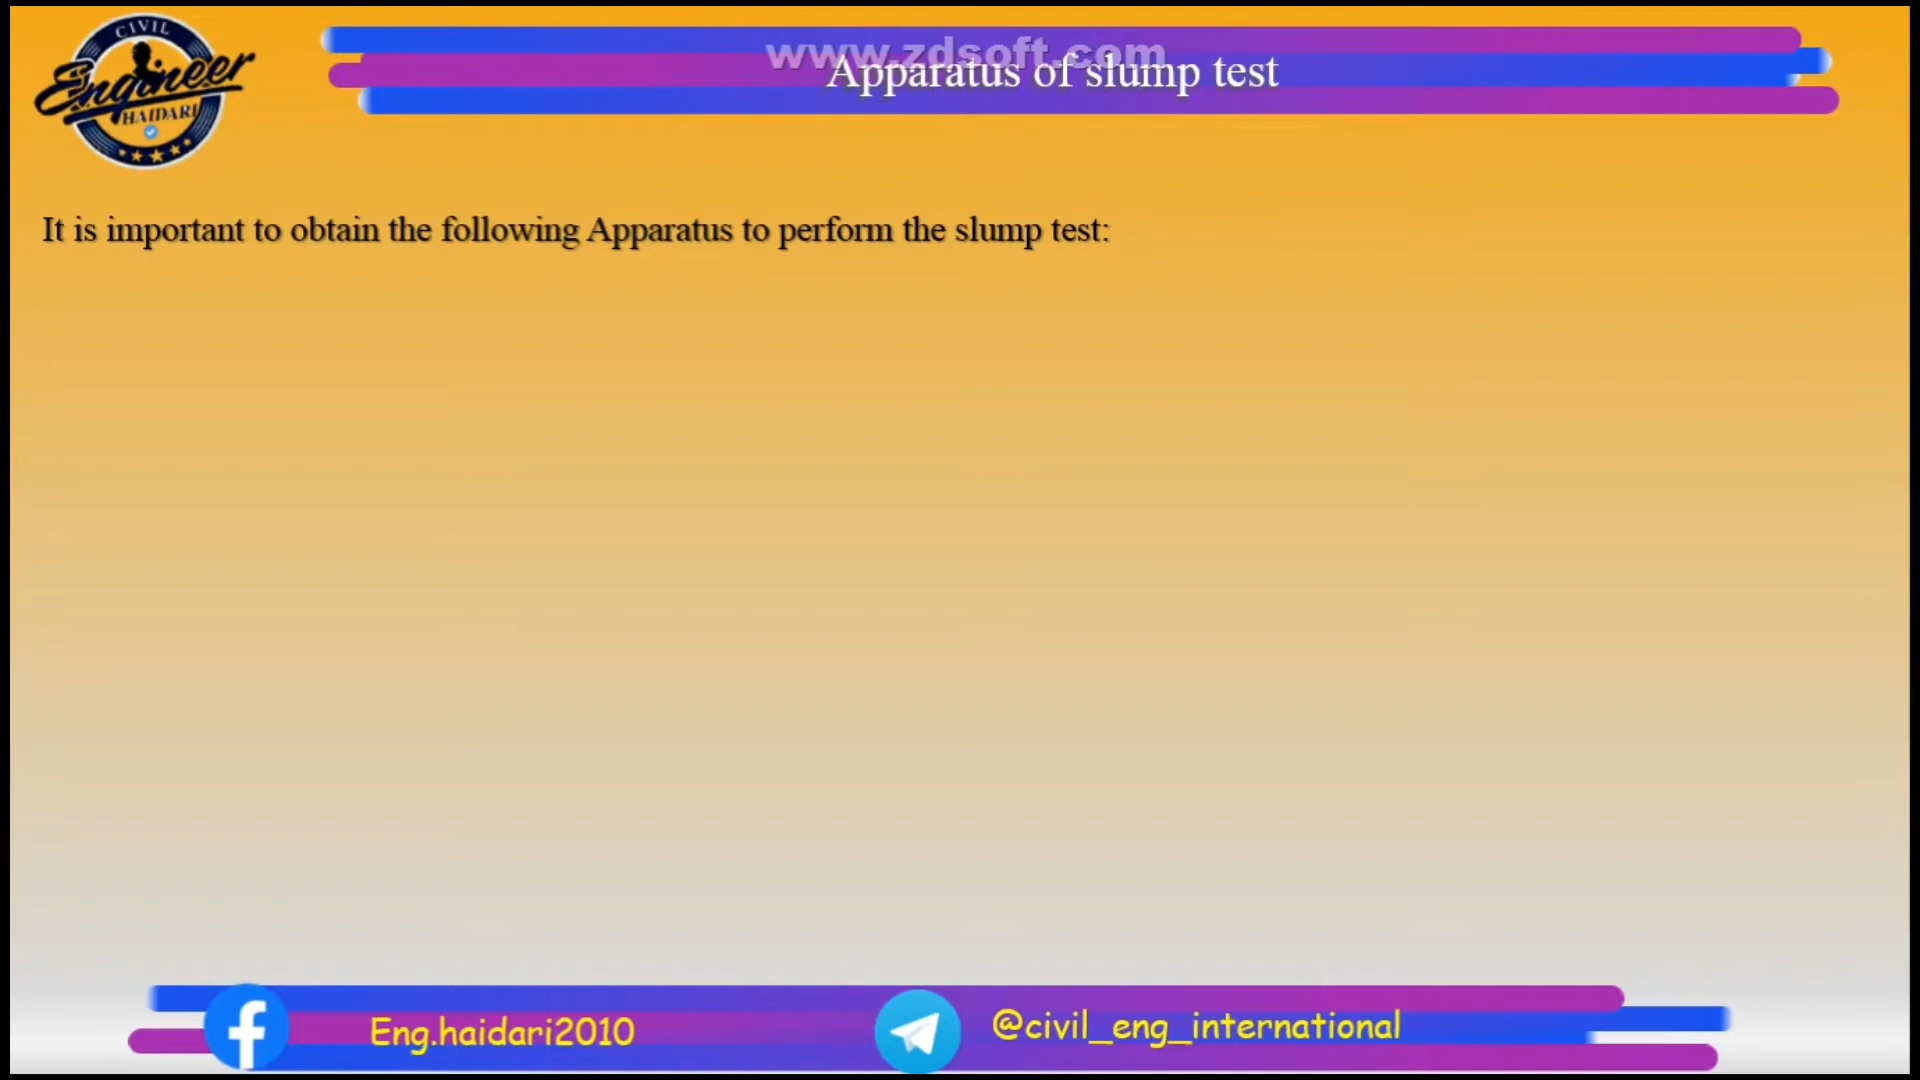 CIVIL
Engineer
HAIDARI
www.zdsoft.com
Apparatus of slump test
It is important to obtain the following Apparatus to perform the slump test:
Eng.haidari2010
@civil_eng_international